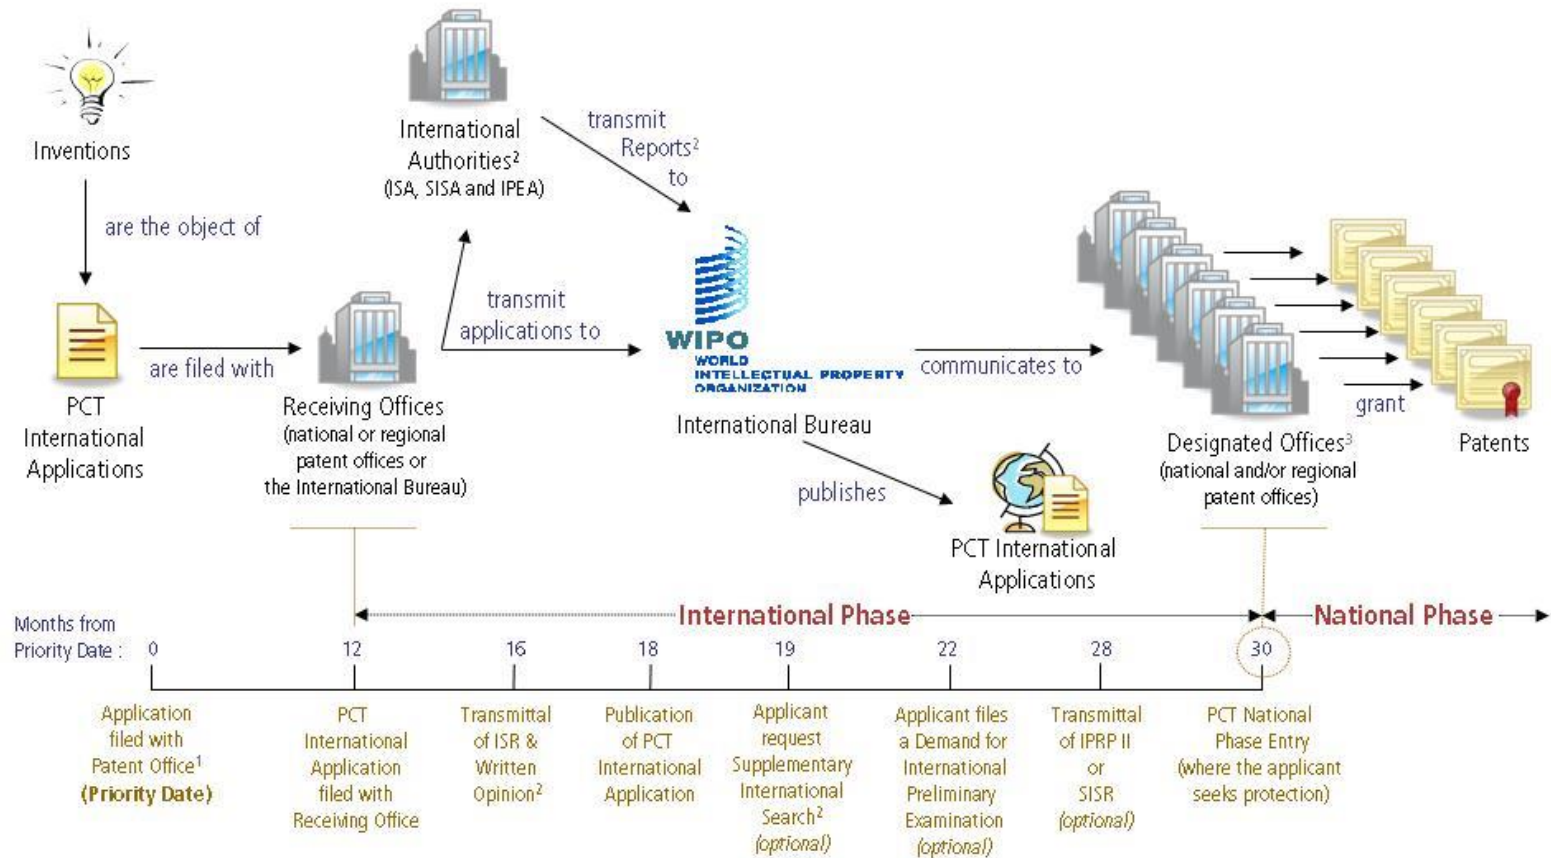 Inventions
are the object of
PCT
International
Applications
are filed with
Receiving Offices
(national or regional
patent offices or
the International Bureau)
transmit
applications to
International
Authorities²
(ISA, SISA and IPEA)
transmit
Reports²
to
WIPO
WORLD
INTELLECTUAL PROPERTY
ORGANIZATION
International Bureau
publishes
PCT International
Applications
communicates to
Designated Offices³
(national and/or regional
patent offices)
grant
Patents
International Phase
National Phase
Months from
Priority Date : 0 12 16 18 19 22 28 30
Application
filed with
Patent Office¹
(Priority Date)
PCT
International
Application
filed with
Receiving Office
Transmittal
of ISR &
Written
Opinion²
Publication
of PCT
International
Application
Applicant
request
Supplementary
International
Search²
(optional)
Applicant files
a Demand for
International
Preliminary
Examination
(optional)
Transmittal
of IPRP II
or
SISR
(optional)
PCT National
Phase Entry
(where the applicant
seeks protection)